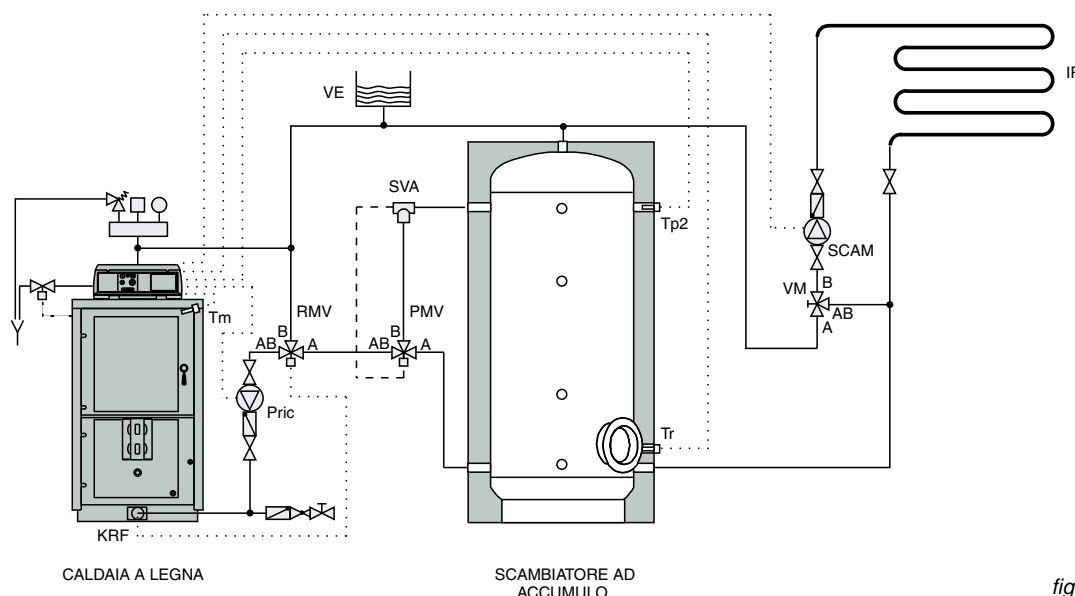 VE
IF
SVA
Tp2
SCAM
B
VM
AB
A
Tm
RMV
PMV
B
B
AB
A
AB
A
Pric
Tr
KRF
CALDAIA A LEGNA
SCAMBIATORE AD
ACCUMULO
fig